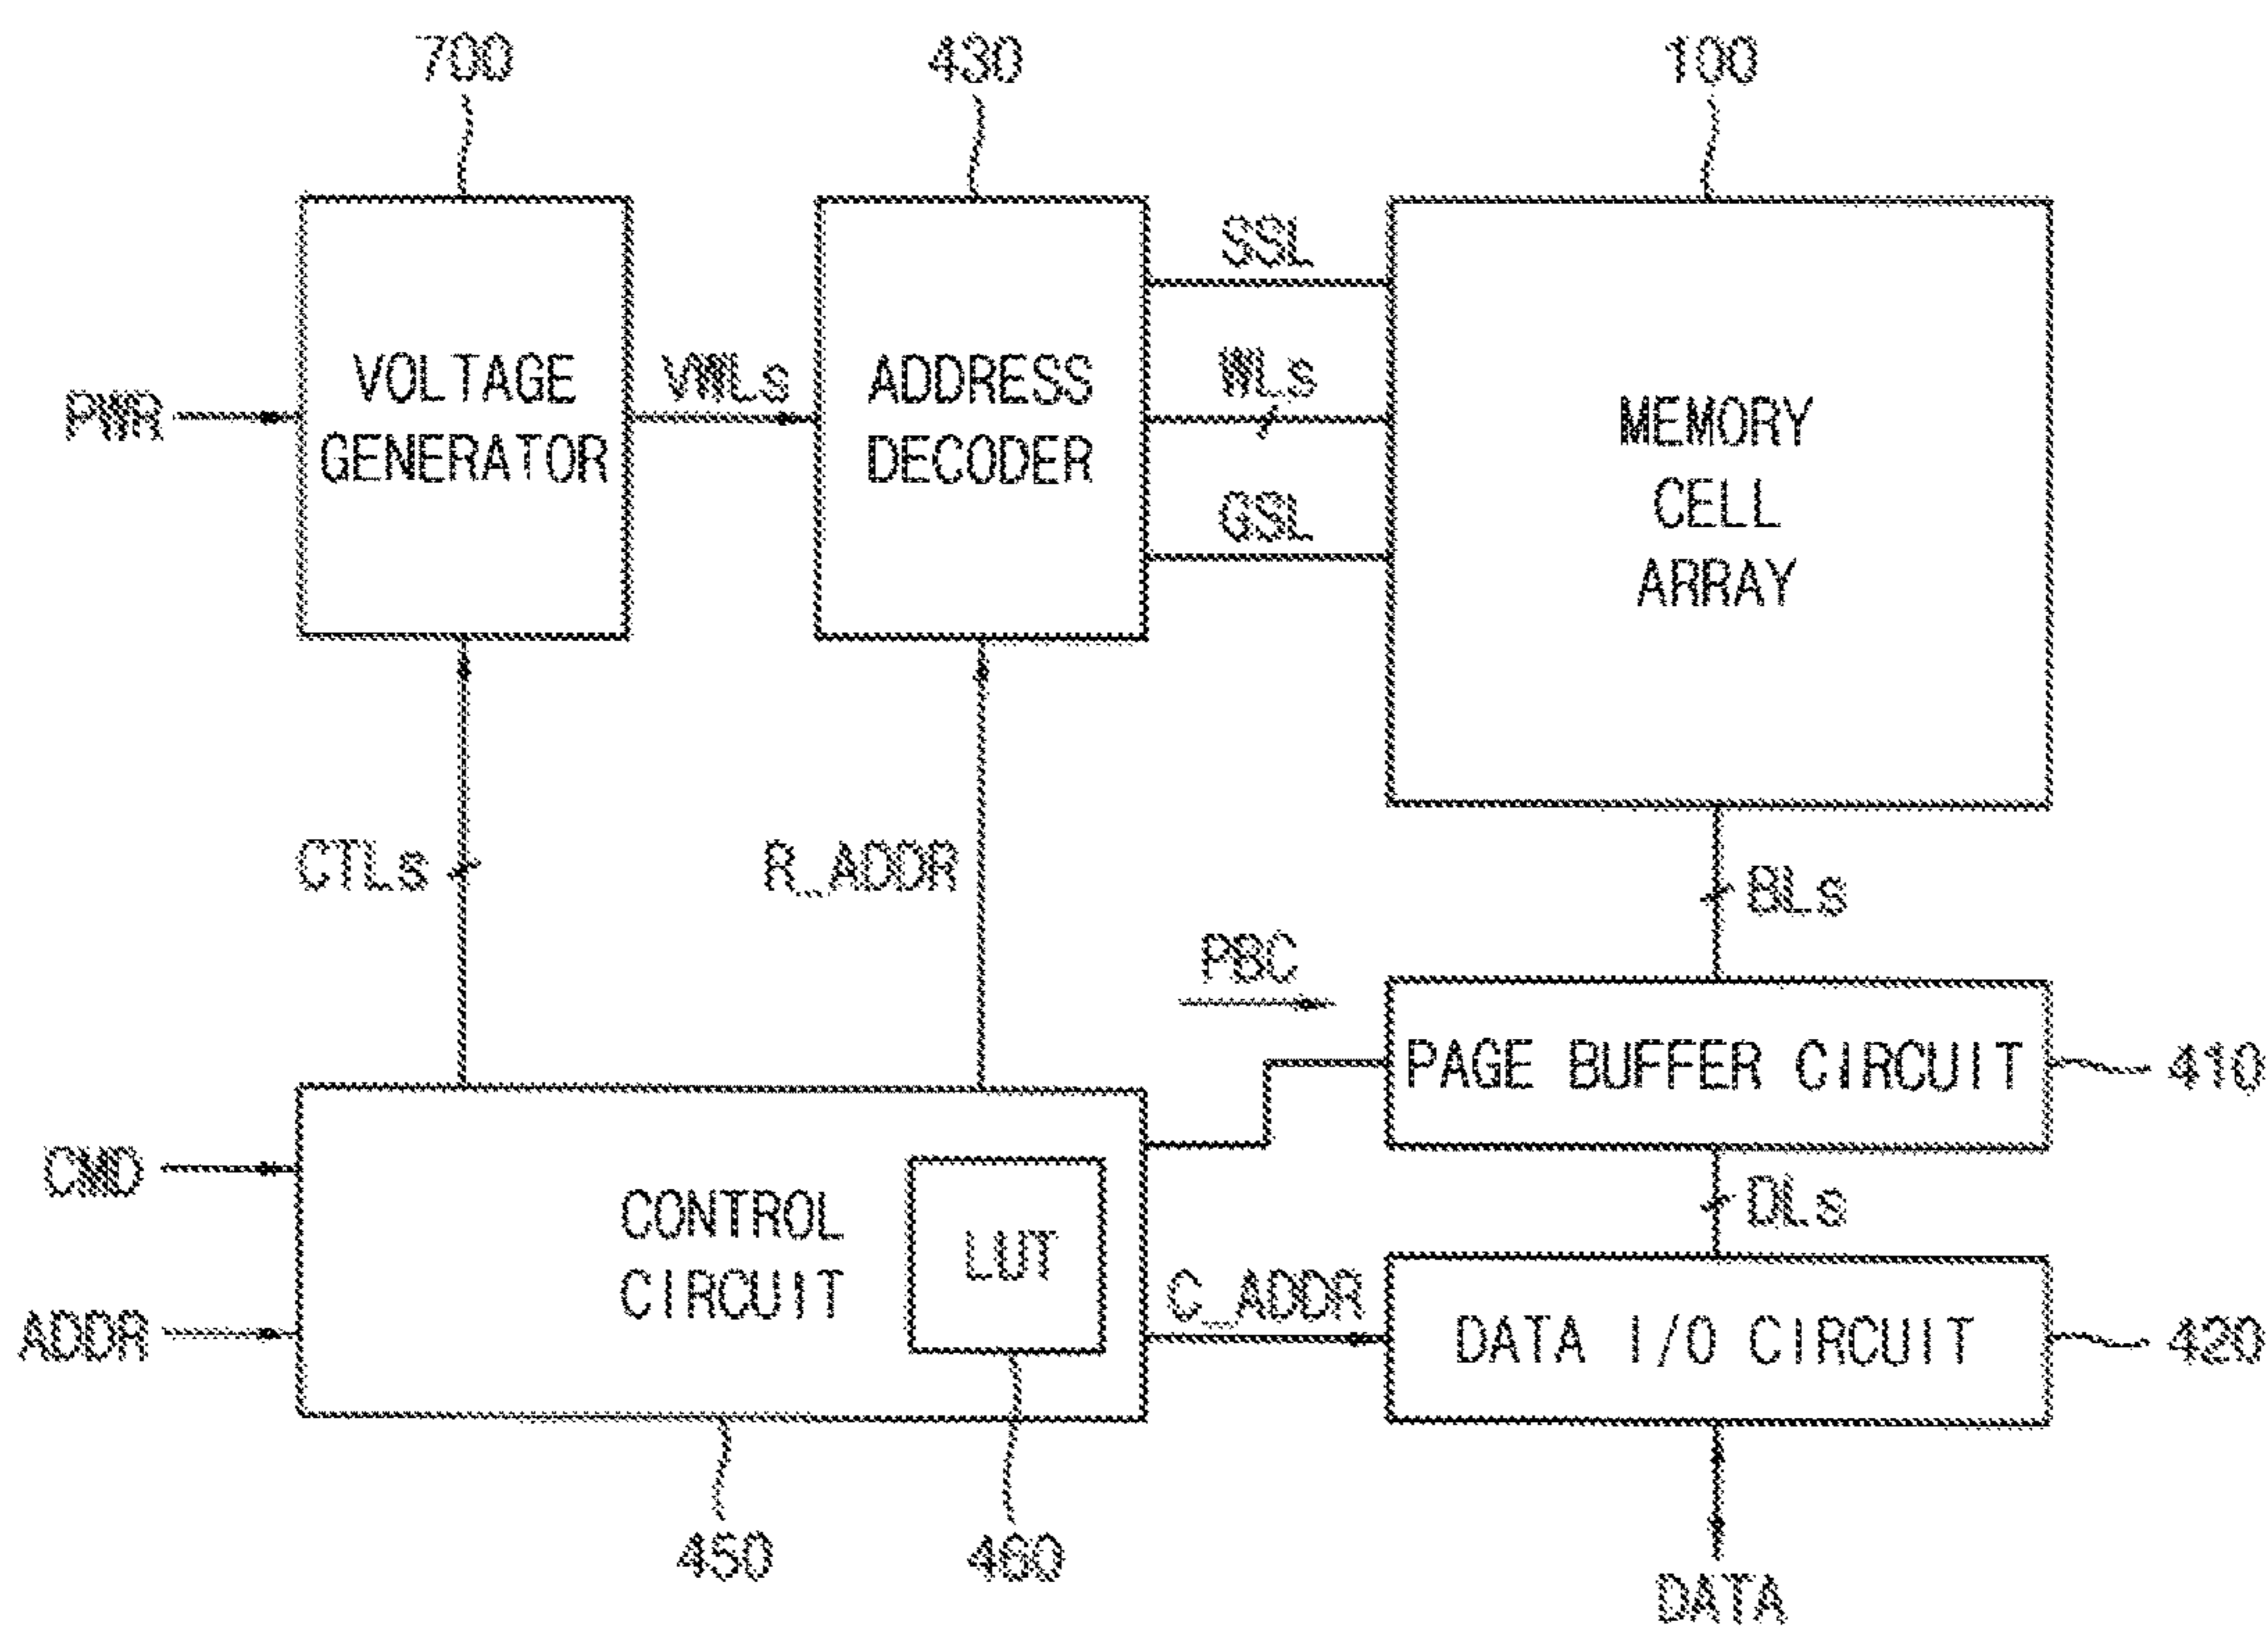 700
430
100
SSL
VOLTAGE
GENERATOR
VWLs
ADDRESS
DECODER
WLs
MEMORY
CELL
ARRAY
PWR
GSL
CTLs
R_ADDR
BLs
PBC
PAGE BUFFER CIRCUIT
410
CMD
CONTROL
CIRCUIT
LUT
DLs
ADDR
C_ADDR
DATA I/O CIRCUIT
420
450
460
DATA